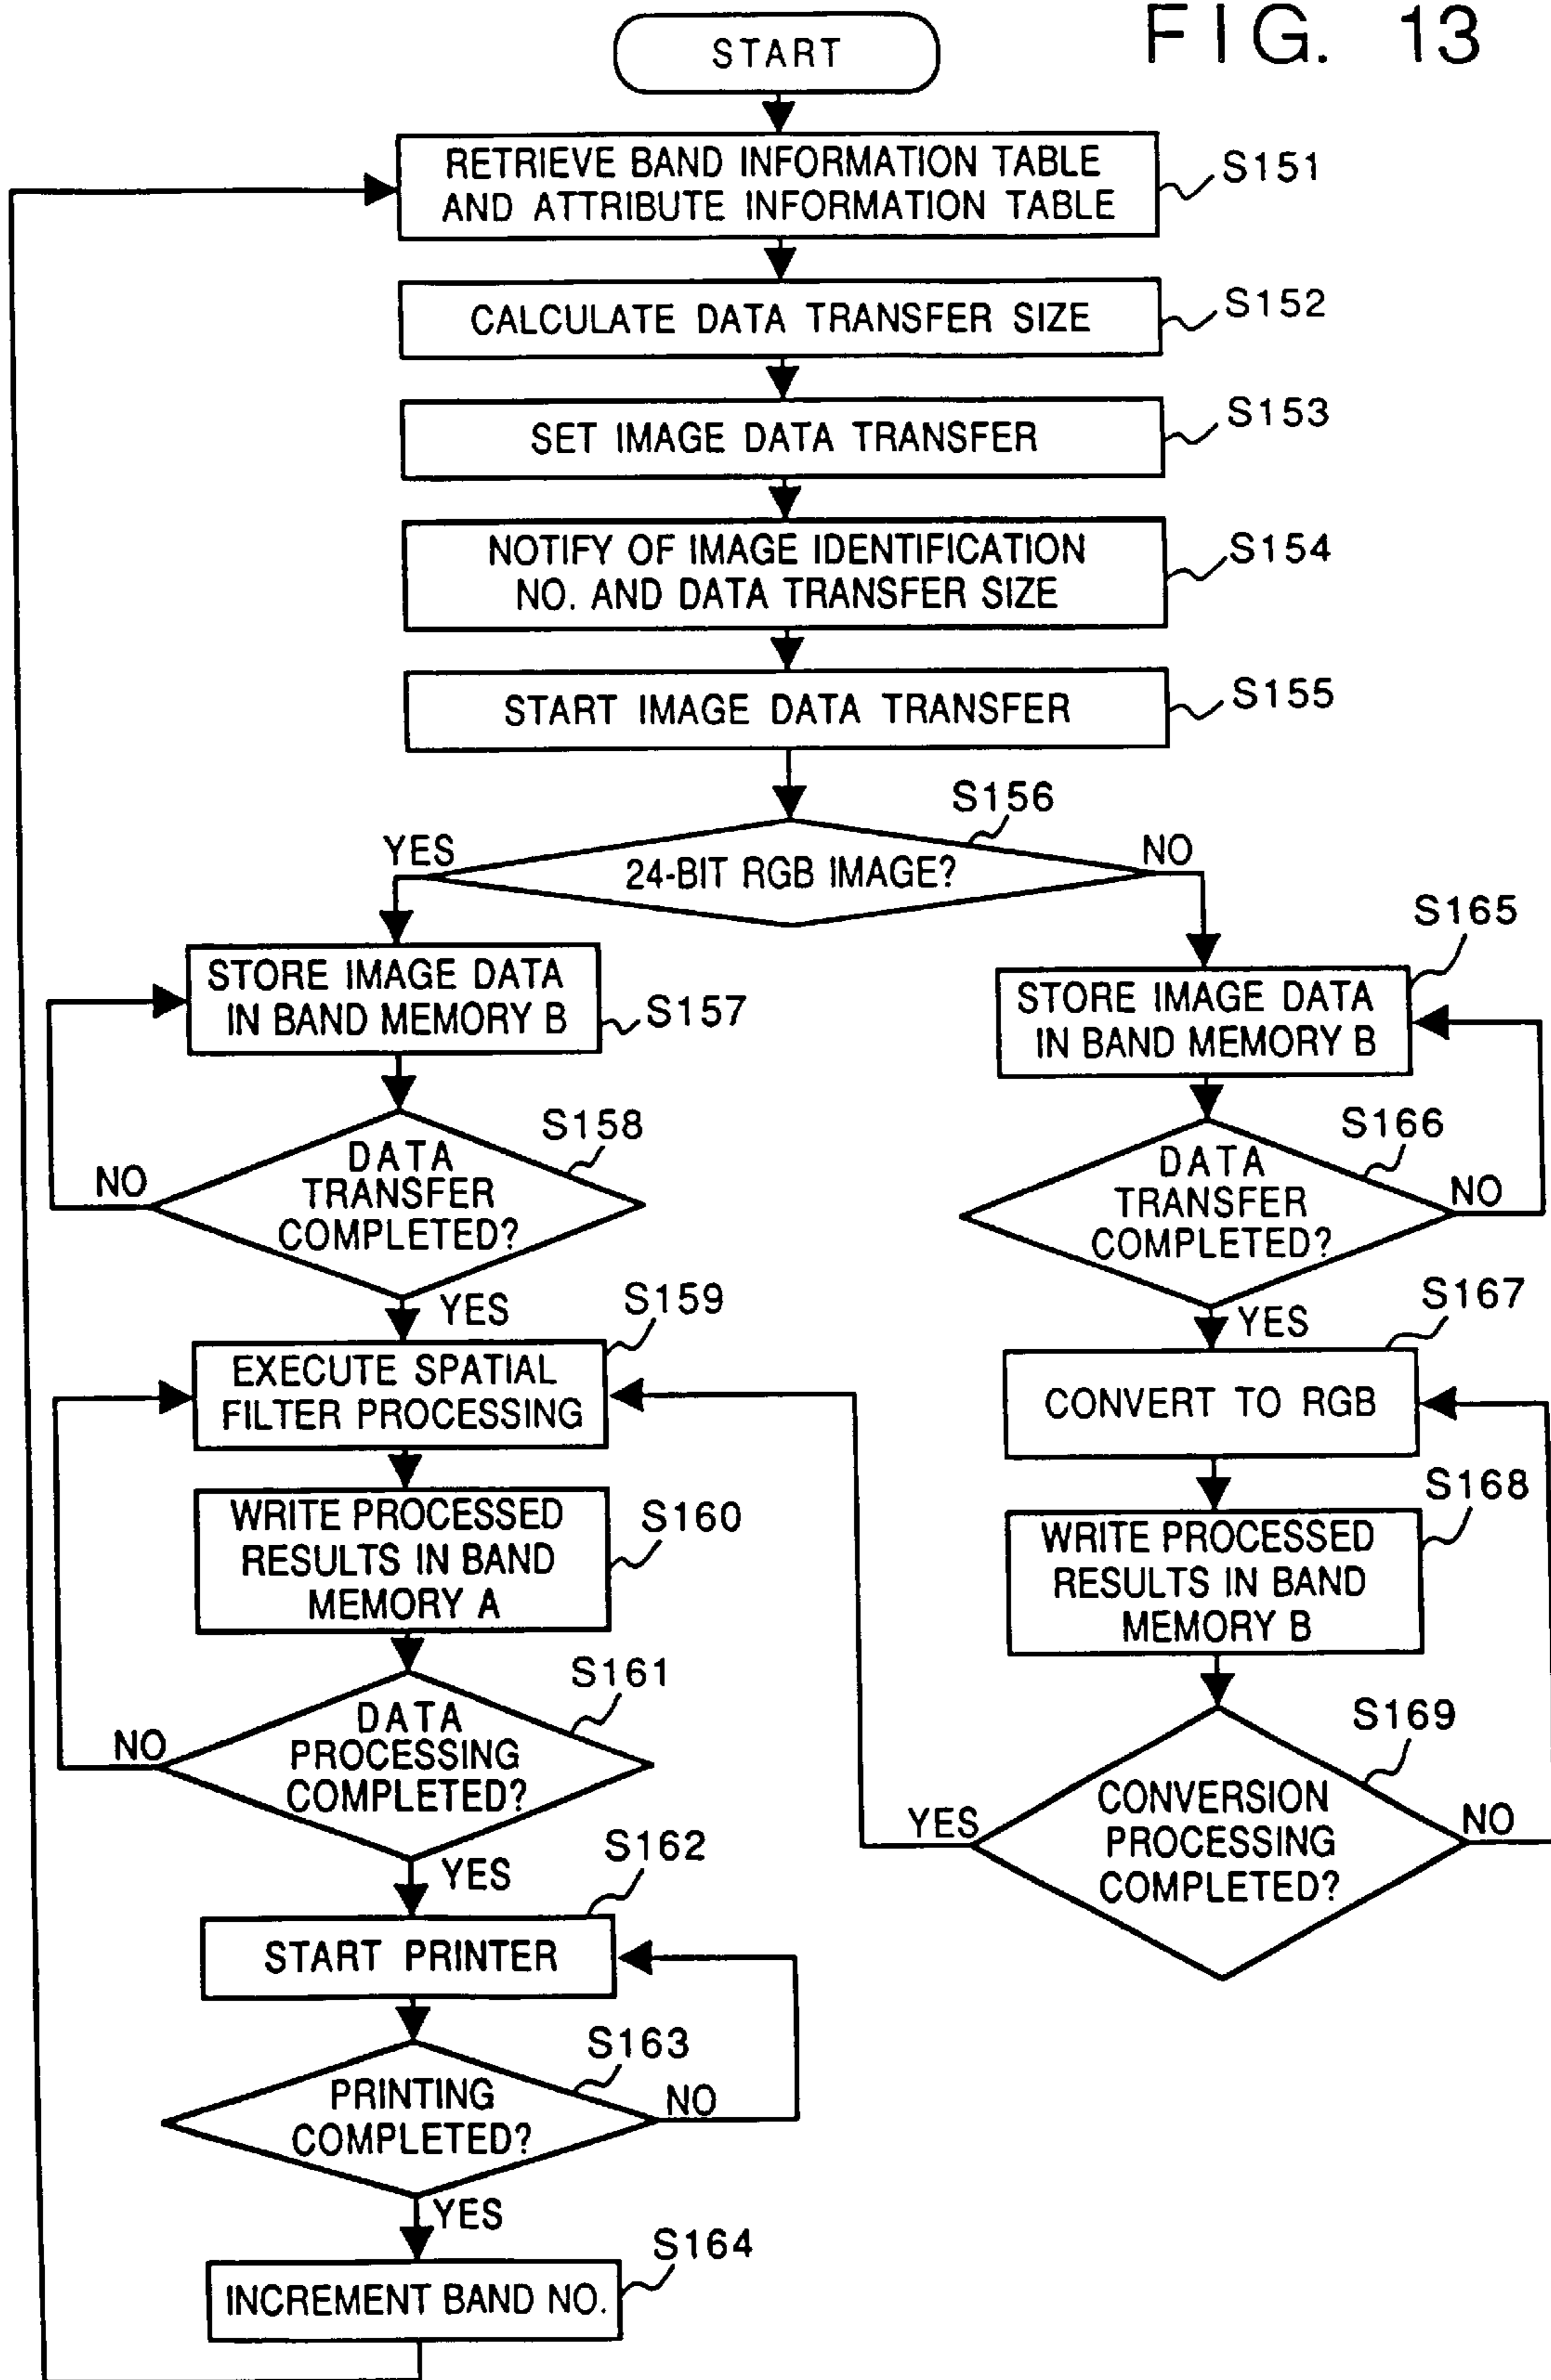 FIG. 13
START
RETRIEVE BAND INFORMATION TABLE
AND ATTRIBUTE INFORMATION TABLE
S151
CALCULATE DATA TRANSFER SIZE
S152
SET IMAGE DATA TRANSFER
S153
NOTIFY OF IMAGE IDENTIFICATION
NO. AND DATA TRANSFER SIZE
S154
START IMAGE DATA TRANSFER
S155
S156
YES
24-BIT RGB IMAGE?
NO
STORE IMAGE DATA
IN BAND MEMORY B
S157
S158
DATA
TRANSFER
COMPLETED?
NO
YES
S159
EXECUTE SPATIAL
FILTER PROCESSING
WRITE PROCESSED
RESULTS IN BAND
MEMORY A
S160
S161
DATA
PROCESSING
COMPLETED?
NO
YES
S162
START PRINTER
S163
PRINTING
COMPLETED?
NO
YES
S164
INCREMENT BAND NO.
S165
STORE IMAGE DATA
IN BAND MEMORY B
S166
DATA
TRANSFER
COMPLETED?
NO
YES
S167
CONVERT TO RGB
S168
WRITE PROCESSED
RESULTS IN BAND
MEMORY B
S169
CONVERSION
PROCESSING
COMPLETED?
YES
NO